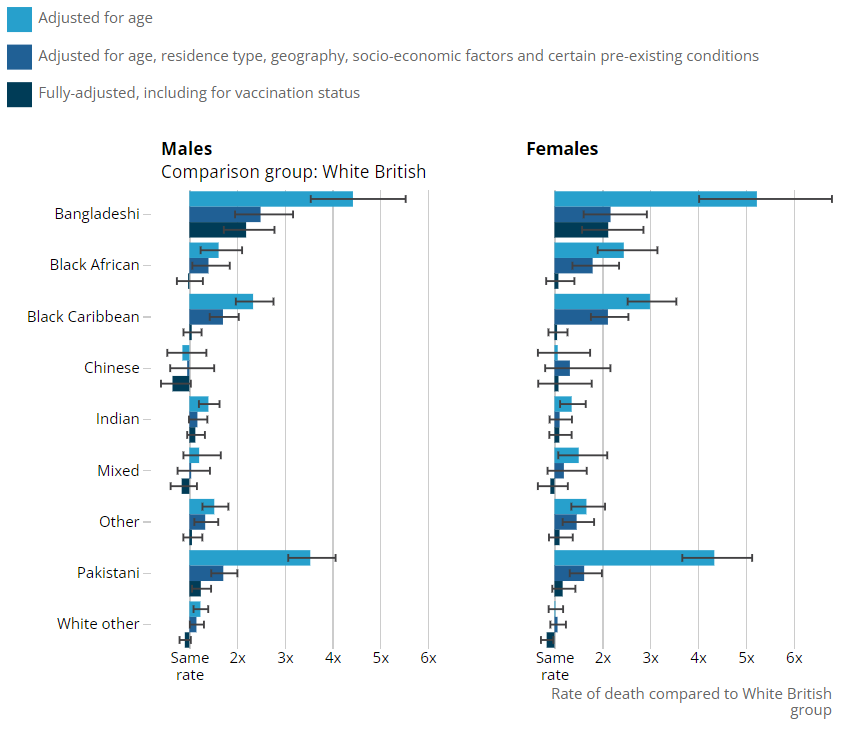 Adjusted for age
Adjusted for age, residence type, geography, socio-economic factors and certain pre-existing conditions
Fully-adjusted, including for vaccination status
Males
Comparison group: White British
Females
Bangladeshi
Black African
Black Caribbean
Chinese
Indian
Mixed
Other
Pakistani
White other
Same
rate
2x
3x
4x
5x
6x
Same
rate
2x
3x
4x
5x
6x
Rate of death compared to White British
group